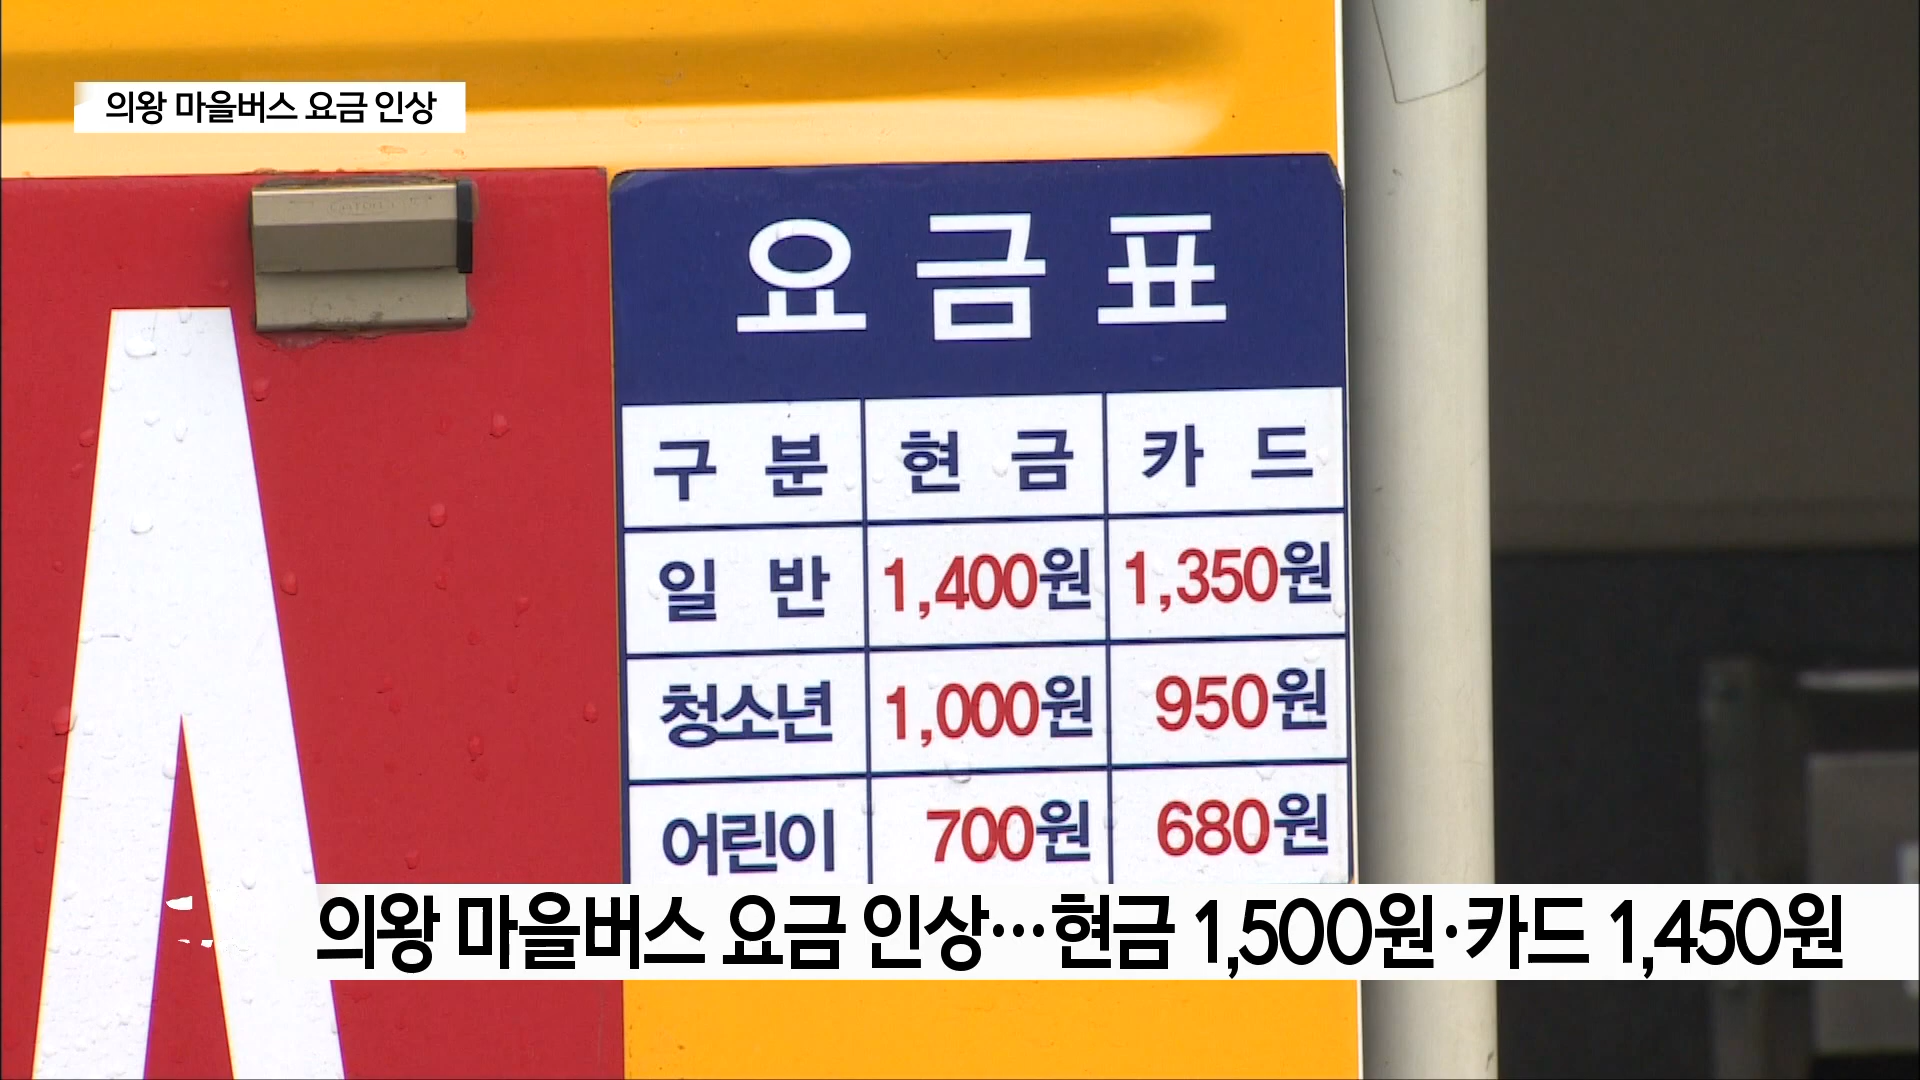 의왕 마을버스 요금 인상
요금표
구분 현금 카드
일반 1,400원 1,350원
청소년 1,000원 950원
어린이 700원 680원
의왕 마을버스 요금 인상…현금 1,500원·카드 1,450원